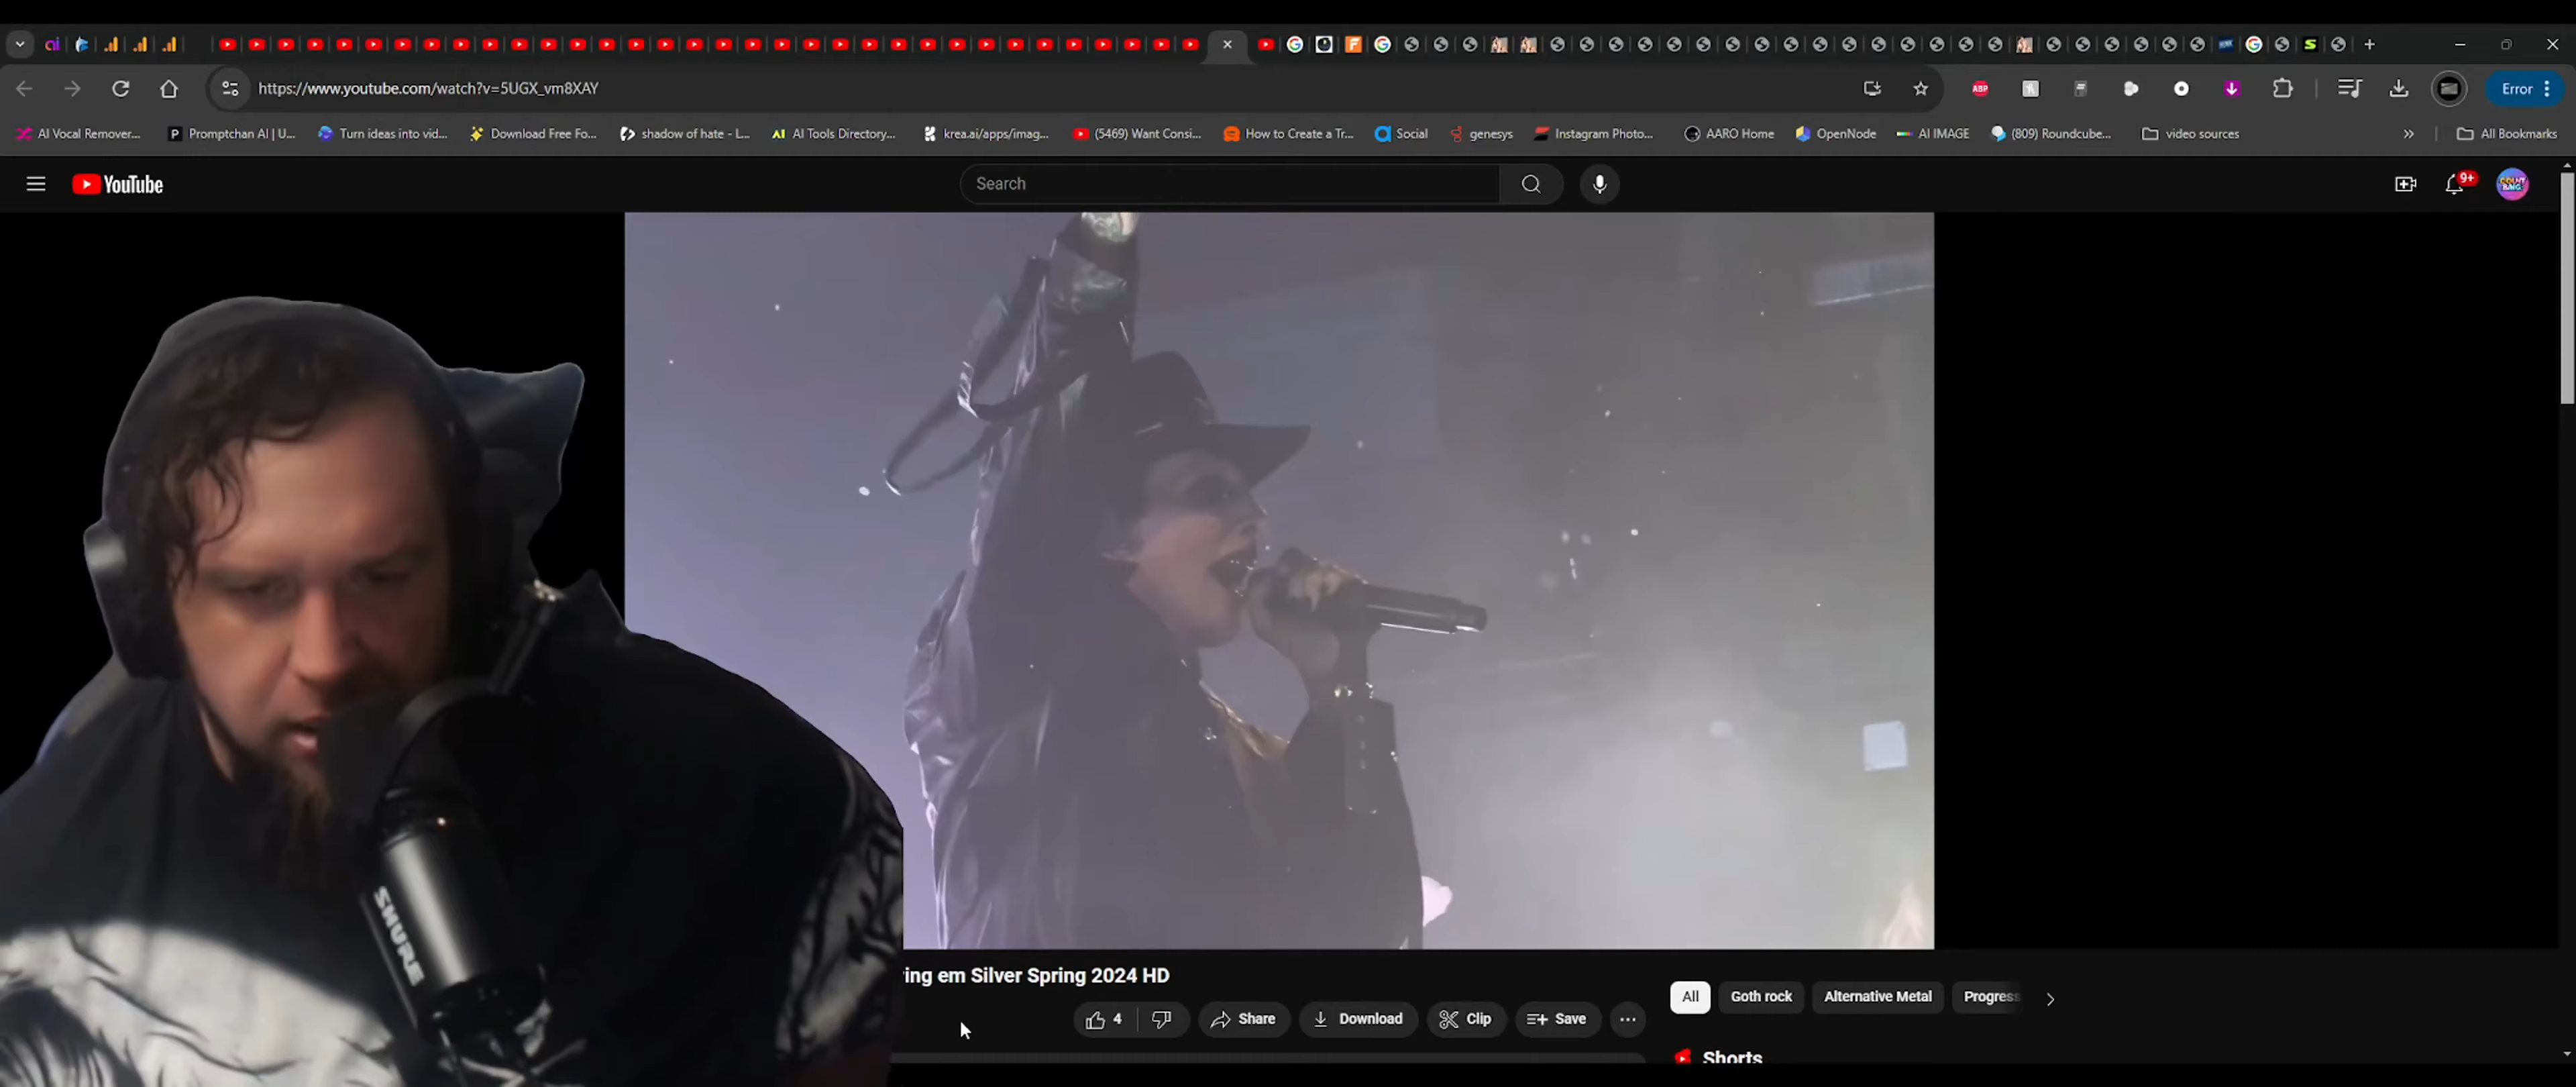 Error
https://www.youtube.com/watch?v=5UGX_vm8XAY
ABP
AI Vocal Remover...
Promptchan AI | U...
Turn ideas into vid...
Download Free Fo...
shadow of hate - L...
AI Tools Directory...
krea.ai/apps/imag...
(5469) Want Consi...
How to Create a Tr...
Social
genesys
Instagram Photo...
AARO Home
OpenNode
AI IMAGE
(809) Roundcube...
video sources
All Bookmarks
YouTube
Search
9+
SHURE
ring em Silver Spring 2024 HD
4
Share
Download
Clip
Save
All
Goth rock
Alternative Metal
Progress
Shorts